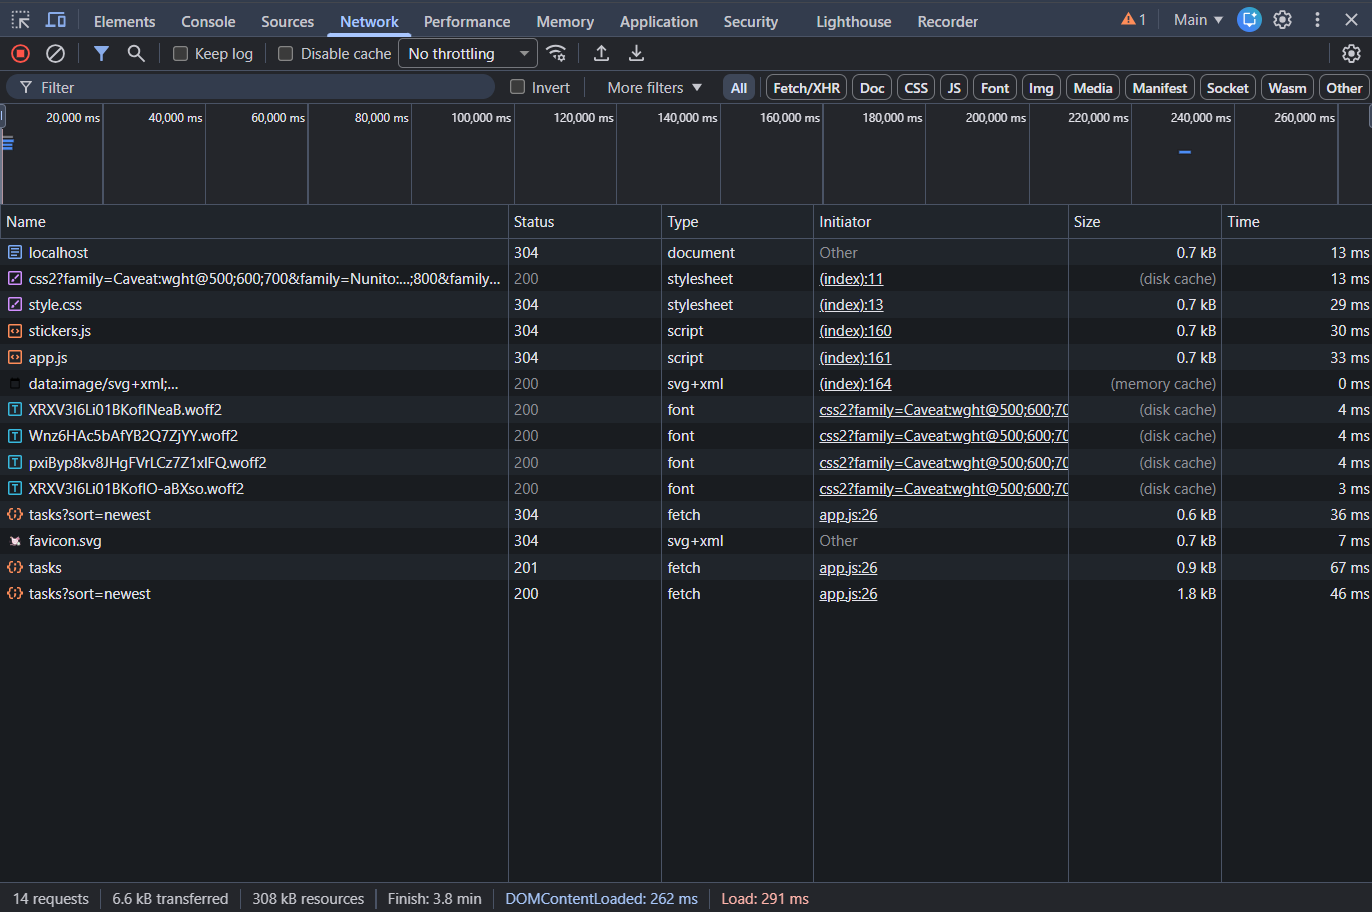 Elements Console Sources Network Performance Memory Application Security Lighthouse Recorder 1 Main
Keep log Disable cache No throttling
Filter Invert More filters All Fetch/XHR Doc CSS JS Font Img Media Manifest Socket Wasm Other
20,000 ms 40,000 ms 60,000 ms 80,000 ms 100,000 ms 120,000 ms 140,000 ms 160,000 ms 180,000 ms 200,000 ms 220,000 ms 240,000 ms 260,000 ms
Name Status Type Initiator Size Time
localhost 304 document Other 0.7 kB 13 ms
css2?family=Caveat:wght@500;600;700&family=Nunito:...;800&family... 200 stylesheet (index):11 (disk cache) 13 ms
style.css 304 stylesheet (index):13 0.7 kB 29 ms
stickers.js 304 script (index):160 0.7 kB 30 ms
app.js 304 script (index):161 0.7 kB 33 ms
data:image/svg+xml;... 200 svg+xml (index):164 (memory cache) 0 ms
XRXV3I6Li01BKofINeaB.woff2 200 font css2?family=Caveat:wght@500;600;70 (disk cache) 4 ms
Wnz6HAc5bAfYB2Q7ZjYY.woff2 200 font css2?family=Caveat:wght@500;600;70 (disk cache) 4 ms
pxiByp8kv8JHgFVrLCz7Z1xlFQ.woff2 200 font css2?family=Caveat:wght@500;600;70 (disk cache) 4 ms
XRXV3I6Li01BKofIO-aBXso.woff2 200 font css2?family=Caveat:wght@500;600;70 (disk cache) 3 ms
tasks?sort=newest 304 fetch app.js:26 0.6 kB 36 ms
favicon.svg 304 svg+xml Other 0.7 kB 7 ms
tasks 201 fetch app.js:26 0.9 kB 67 ms
tasks?sort=newest 200 fetch app.js:26 1.8 kB 46 ms
14 requests 6.6 kB transferred 308 kB resources Finish: 3.8 min DOMContentLoaded: 262 ms Load: 291 ms